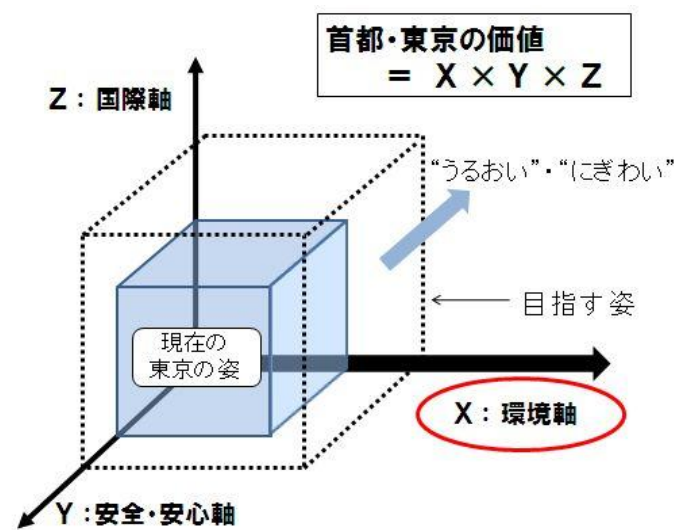 首都・東京の価値
＝ X × Y × Z
Z：国際軸
“うるおい”・“にぎわい”
目指す姿
現在の
東京の姿
X：環境軸
Y：安全・安心軸